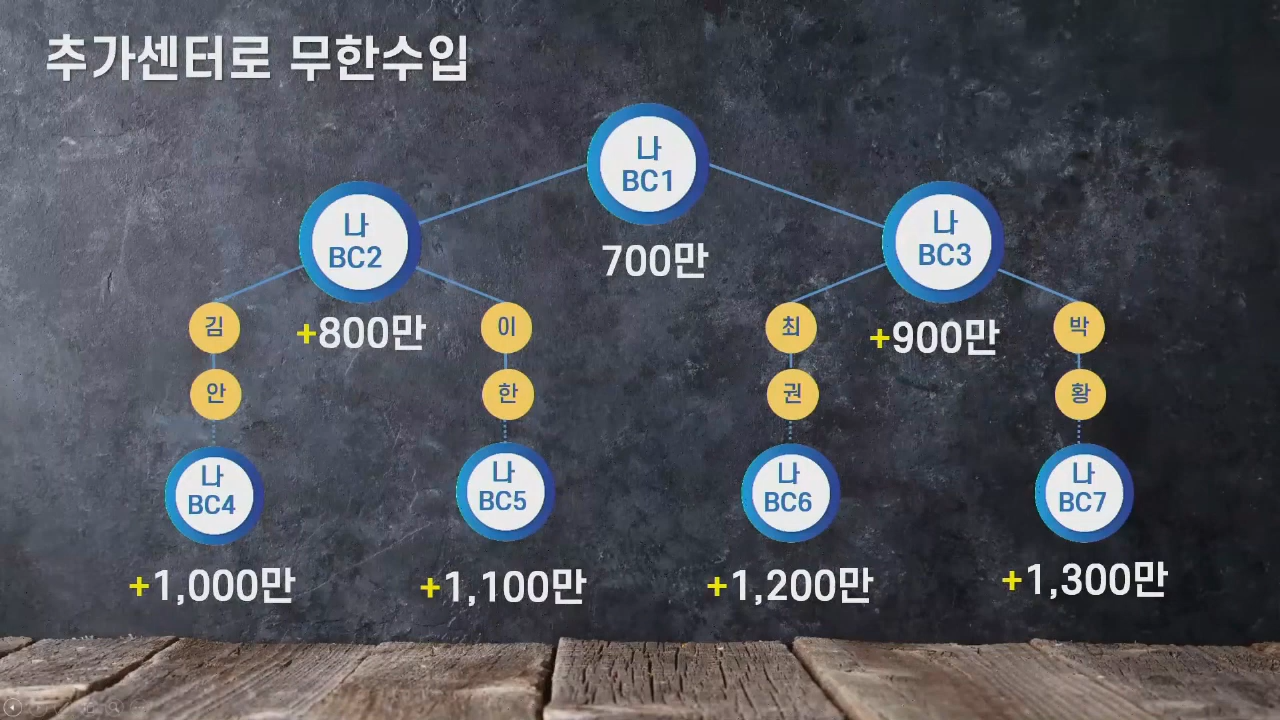 추가센터로 무한수입
나
BC1
700만
나
BC2
+800만
나
BC3
+900만
김
이
최
박
안
한
권
황
나
BC4
나
BC5
나
BC6
나
BC7
+1,000만
+1,100만
+1,200만
+1,300만